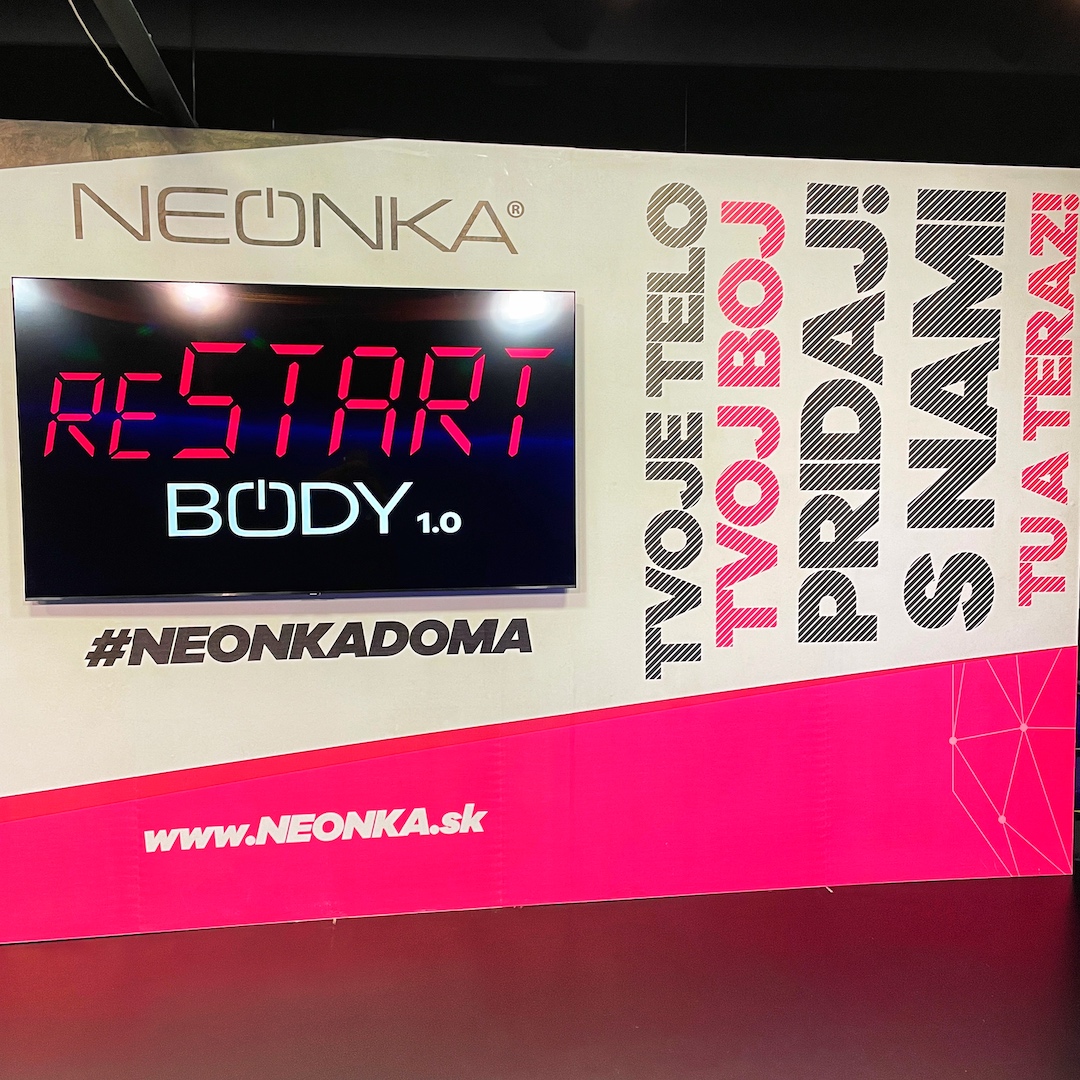 NEONKA®
reSTART
BODY 1.0
#NEONKADOMA
www.NEONKA.sk
TVOJE TELO
TVOJ BOJ
PRIDAJ!
S NAMI
TU A TERAZ!